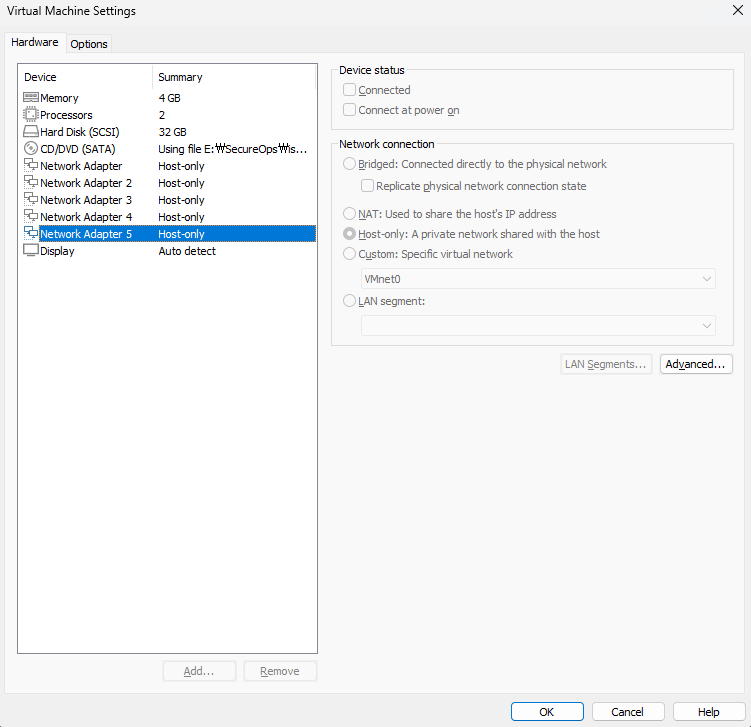 Virtual Machine Settings
Hardware Options
Device Summary
Memory 4 GB
Processors 2
Hard Disk (SCSI) 32 GB
CD/DVD (SATA) Using file E:₩SecureOps₩is...
Network Adapter Host-only
Network Adapter 2 Host-only
Network Adapter 3 Host-only
Network Adapter 4 Host-only
Network Adapter 5 Host-only
Display Auto detect
Add... Remove
Device status
Connected
Connect at power on
Network connection
Bridged: Connected directly to the physical network
Replicate physical network connection state
NAT: Used to share the host's IP address
Host-only: A private network shared with the host
Custom: Specific virtual network
VMnet0
LAN segment:
LAN Segments... Advanced...
OK Cancel Help